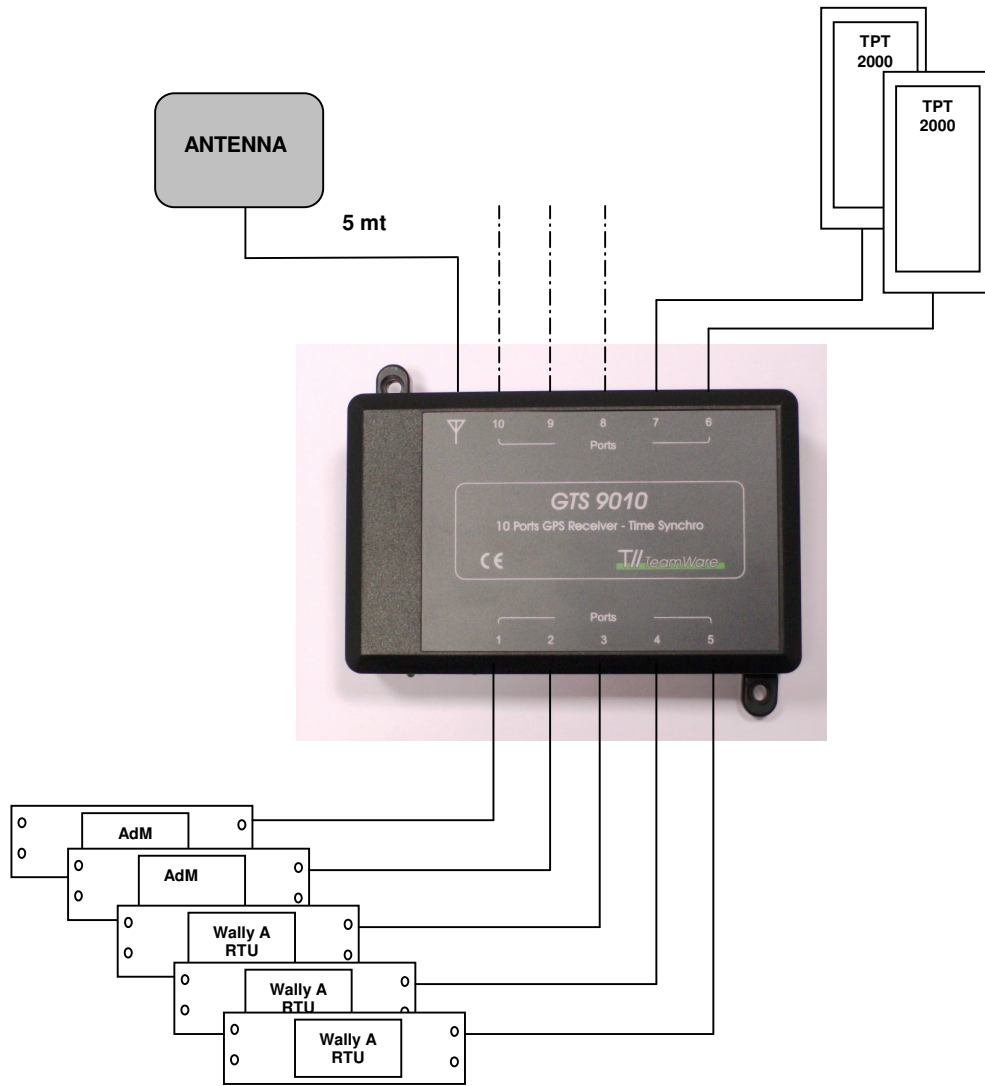 TPT
2000
TPT
2000
ANTENNA
5 mt
10 9 8 7 6
Ports
GTS 9010
10 Ports GPS Receiver - Time Synchro
CE TeamWare
Ports
1 2 3 4 5
AdM
AdM
Wally A
RTU
Wally A
RTU
Wally A
RTU